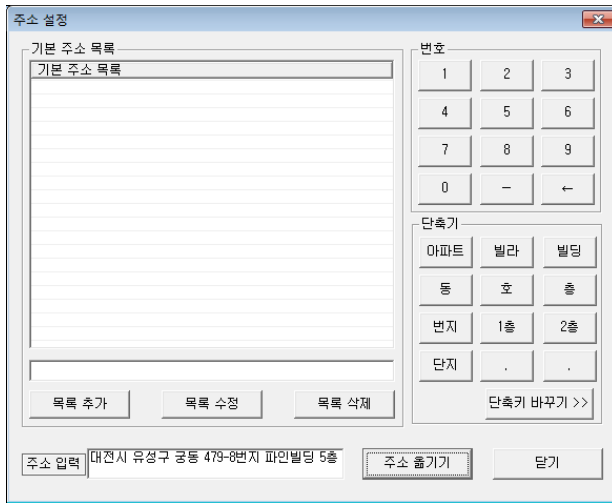 주소 설정
기본 주소 목록
기본 주소 목록
목록 추가 목록 수정 목록 삭제
번호
1 2 3
4 5 6
7 8 9
0 - ←
단축기
아파트 빌라 빌딩
동 호 층
번지 1층 2층
단지 . .
단축키 바꾸기 >>
주소 입력 대전시 유성구 궁동 479-8번지 파인빌딩 5층 주소 옮기기 닫기